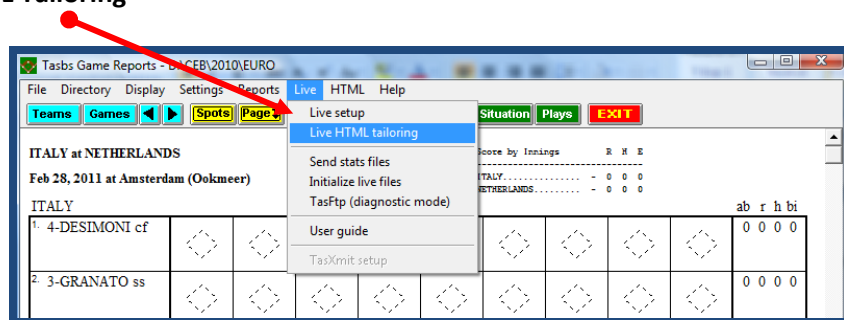 Tailoring
Tasbs Game Reports - D:\CEB\2010\EURO
File Directory Display Settings Reports Live HTML Help
Teams Games Spots Page Situation Plays EXIT
Live setup
Live HTML tailoring
Send stats files
Initialize live files
TasFtp (diagnostic mode)
User guide
TasXmit setup
ITALY at NETHERLANDS
Score by Innings R H E
Feb 28, 2011 at Amsterdam (Ookmeer)
ITALY............... - 0 0 0
NETHERLANDS......... - 0 0 0
ITALY
ab r h bi
1. 4-DESIMONI cf
0 0 0 0
2. 3-GRANATO ss
0 0 0 0